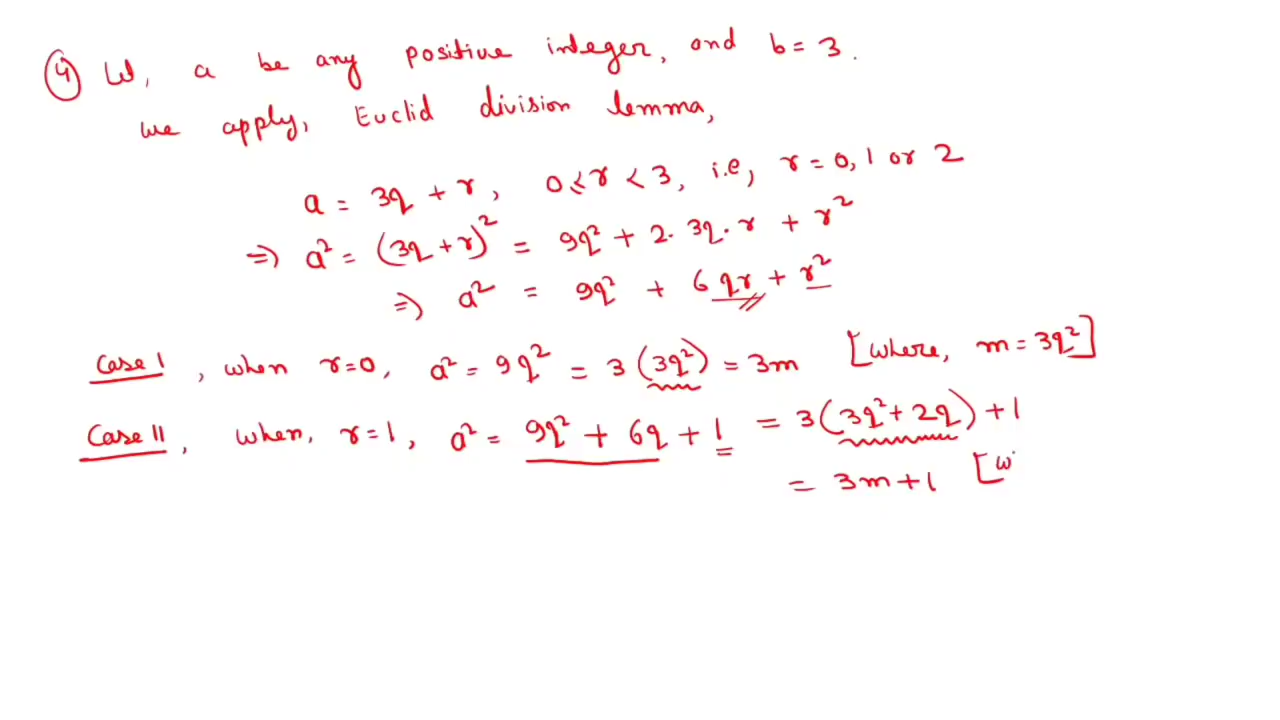 ④ Let, a be any positive integer, and b = 3.
we apply, Euclid division lemma,
a = 3q + r, 0 ≤ r < 3, i.e, r = 0, 1 or 2
⇒) a² = (3q + r)² = 9q² + 2. 3q. r + r²
⇒) a² = 9q² + 6qr + r²
Case I, when r=0, a² = 9q² = 3(3q²) = 3m [where, m = 3q²]
Case II, when, r=1, a² = 9q² + 6q + 1 = 3(3q² + 2q) + 1
= 3m + 1 [w